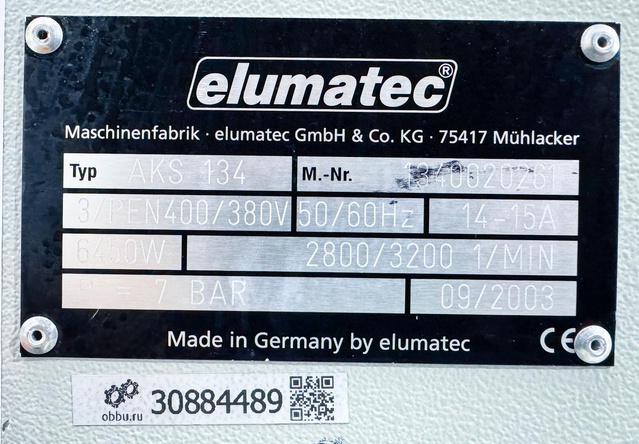 elumatec®
Maschinenfabrik · elumatec GmbH & Co. KG · 75417 Mühlacker
Typ AKS 134 M.-Nr. 1340020261
3/PEN400/380V 50/60Hz 14-15A
6450W 2800/3200 1/MIN
= 7 BAR 09/2003
Made in Germany by elumatec CE
obbu.ru 30884489